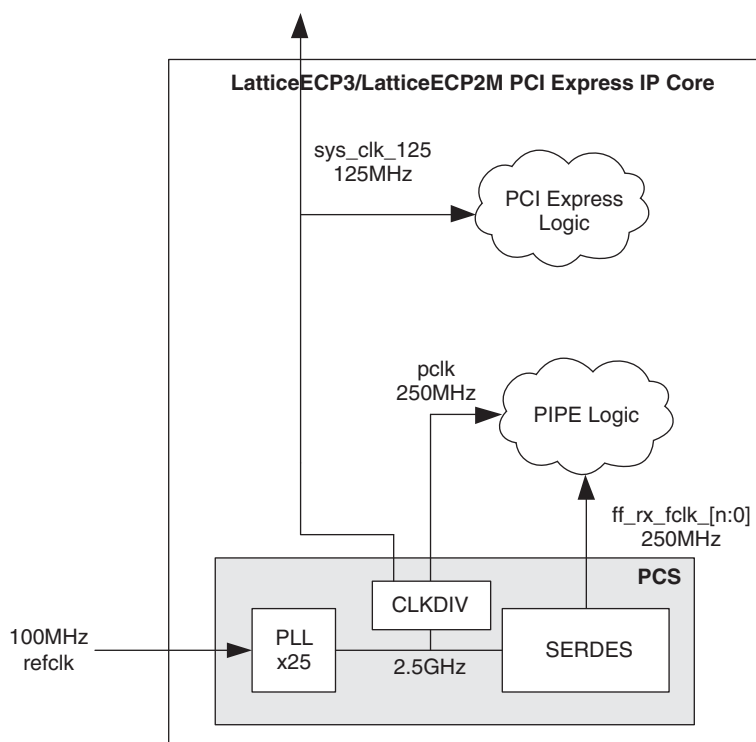 LatticeECP3/LatticeECP2M PCI Express IP Core
sys_clk_125
125MHz
PCI Express
Logic
pclk
250MHz
PIPE Logic
ff_rx_fclk_[n:0]
250MHz
PCS
CLKDIV
100MHz
refclk
PLL
x25
2.5GHz
SERDES